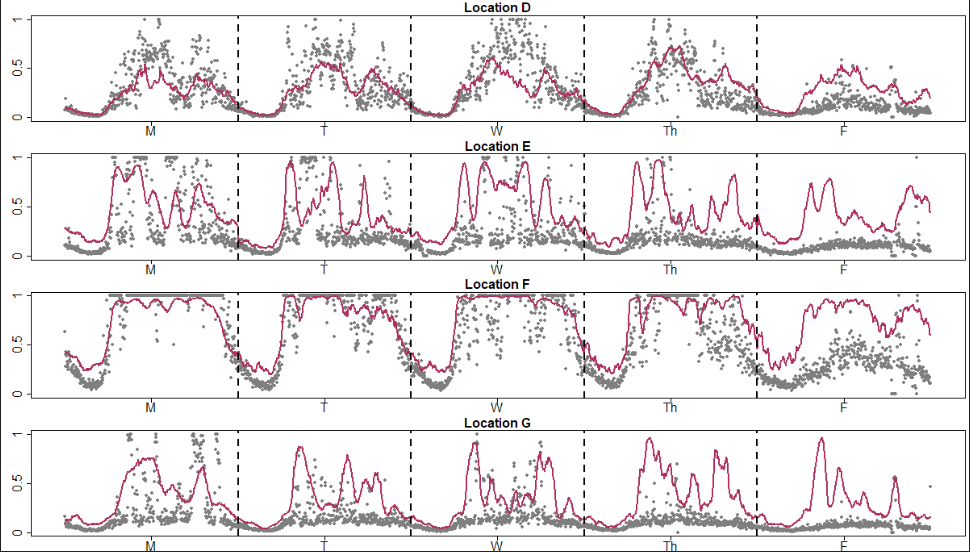 Location D
1
0.5
0
M T W Th F
Location E
1
0.5
0
M T W Th F
Location F
1
0.5
0
M T W Th F
Location G
1
0.5
0
M T W Th F